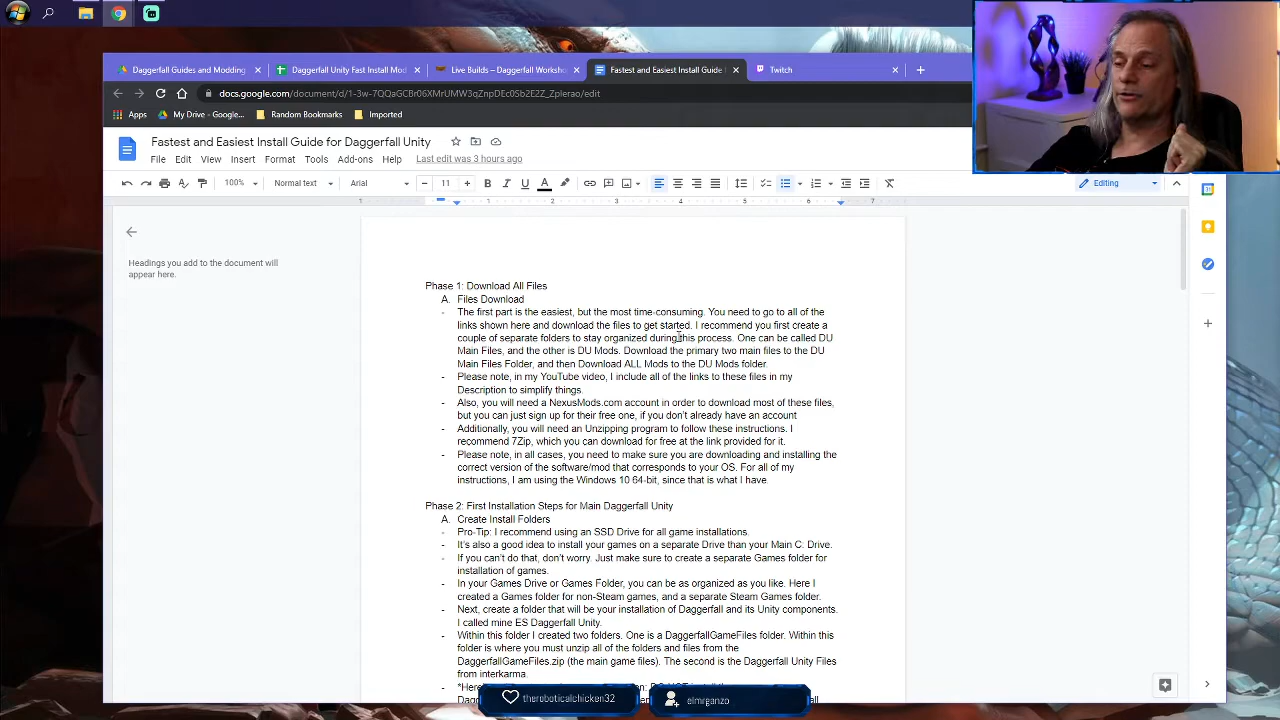 Daggerfall Guides and Modding
Daggerfall Unity Fast Install Mod
Live Builds – Daggerfall Worksho
Fastest and Easiest Install Guide
Twitch
docs.google.com/document/d/
/edit
Apps
My Drive - Google...
Random Bookmarks
Imported
Fastest and Easiest Install Guide for Daggerfall Unity
File Edit View Insert Format Tools Add-ons Help Last edit was 3 hours ago
100% Normal text Arial 11 B I U A
Editing
1 1 2 3 4 5 6 7
Headings you add to the document will
appear here.
Phase 1: Download All Files
A. Files Download
- The first part is the easiest, but the most time-consuming. You need to go to all of the
links shown here and download the files to get started. I recommend you first create a
couple of separate folders to stay organized during this process. One can be called DU
Main Files, and the other is DU Mods. Download the primary two main files to the DU
Main Files Folder, and then Download ALL Mods to the DU Mods folder.
- Please note, in my YouTube video, I include all of the links to these files in my
Description to simplify things.
- Also, you will need a NexusMods.com account in order to download most of these files,
but you can just sign up for their free one, if you don't already have an account
- Additionally, you will need an Unzipping program to follow these instructions. I
recommend 7Zip, which you can download for free at the link provided for it.
- Please note, in all cases, you need to make sure you are downloading and installing the
correct version of the software/mod that corresponds to your OS. For all of my
instructions, I am using the Windows 10 64-bit, since that is what I have.
Phase 2: First Installation Steps for Main Daggerfall Unity
A. Create Install Folders
- Pro-Tip: I recommend using an SSD Drive for all game installations.
- It's also a good idea to install your games on a separate Drive than your Main C: Drive.
- If you can't do that, don't worry. Just make sure to create a separate Games folder for
installation of games.
- In your Games Drive or Games Folder, you can be as organized as you like. Here I
created a Games folder for non-Steam games, and a separate Steam Games folder.
- Next, create a folder that will be your installation of Daggerfall and its Unity components.
I called mine ES Daggerfall Unity.
- Within this folder I created two folders. One is a DaggerfallGameFiles folder. Within this
folder is where you must unzip all of the folders and files from the
DaggerfallGameFiles.zip (the main game files). The second is the Daggerfall Unity Files
from interkarma.
- *Here
theroboticalchicken32
elmrganzo